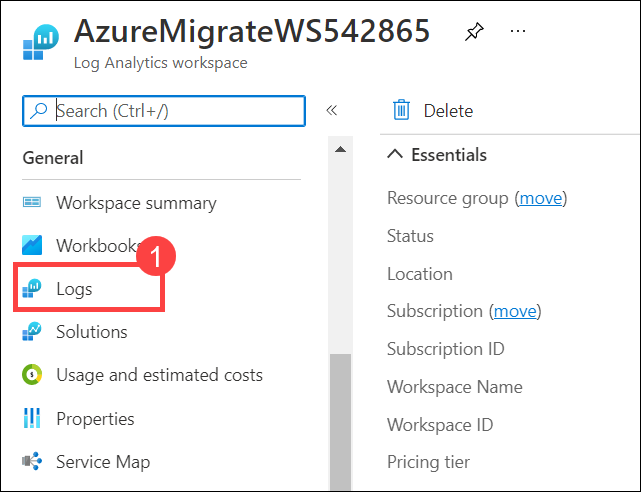 AzureMigrateWS542865
Log Analytics workspace
Search (Ctrl+/)
General
Workspace summary
Workbooks
1
Logs
Solutions
Usage and estimated costs
Properties
Service Map
Delete
Essentials
Resource group (move)
Status
Location
Subscription (move)
Subscription ID
Workspace Name
Workspace ID
Pricing tier